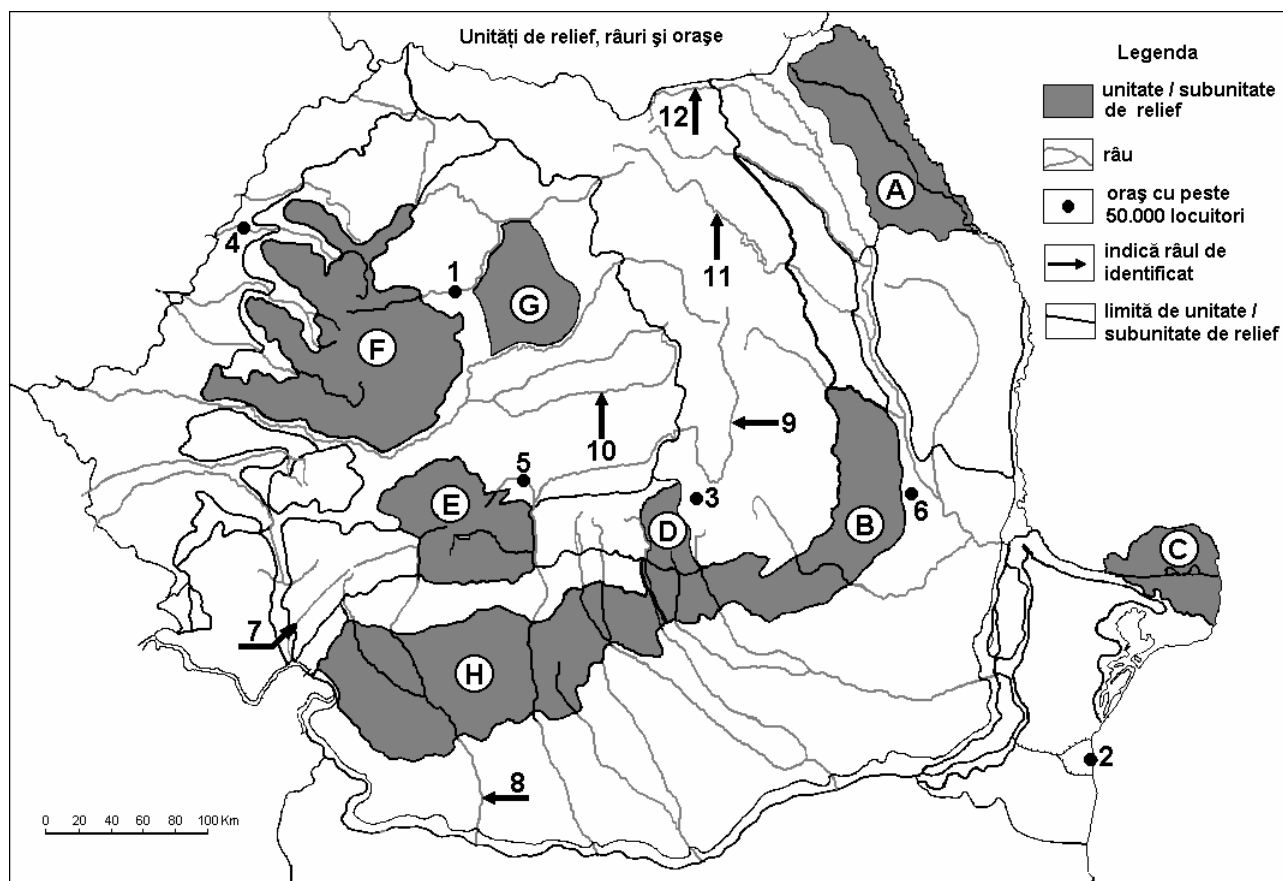 Unități de relief, râuri și orașe
Legenda
unitate / subunitate
de relief
râu
oraș cu peste
50.000 locuitori
indică râul de
identificat
limită de unitate /
subunitate de relief
12
A
4
1
11
G
F
9
10
5
3
6
E
D
B
C
7
H
2
8
0 20 40 60 80 100 Km